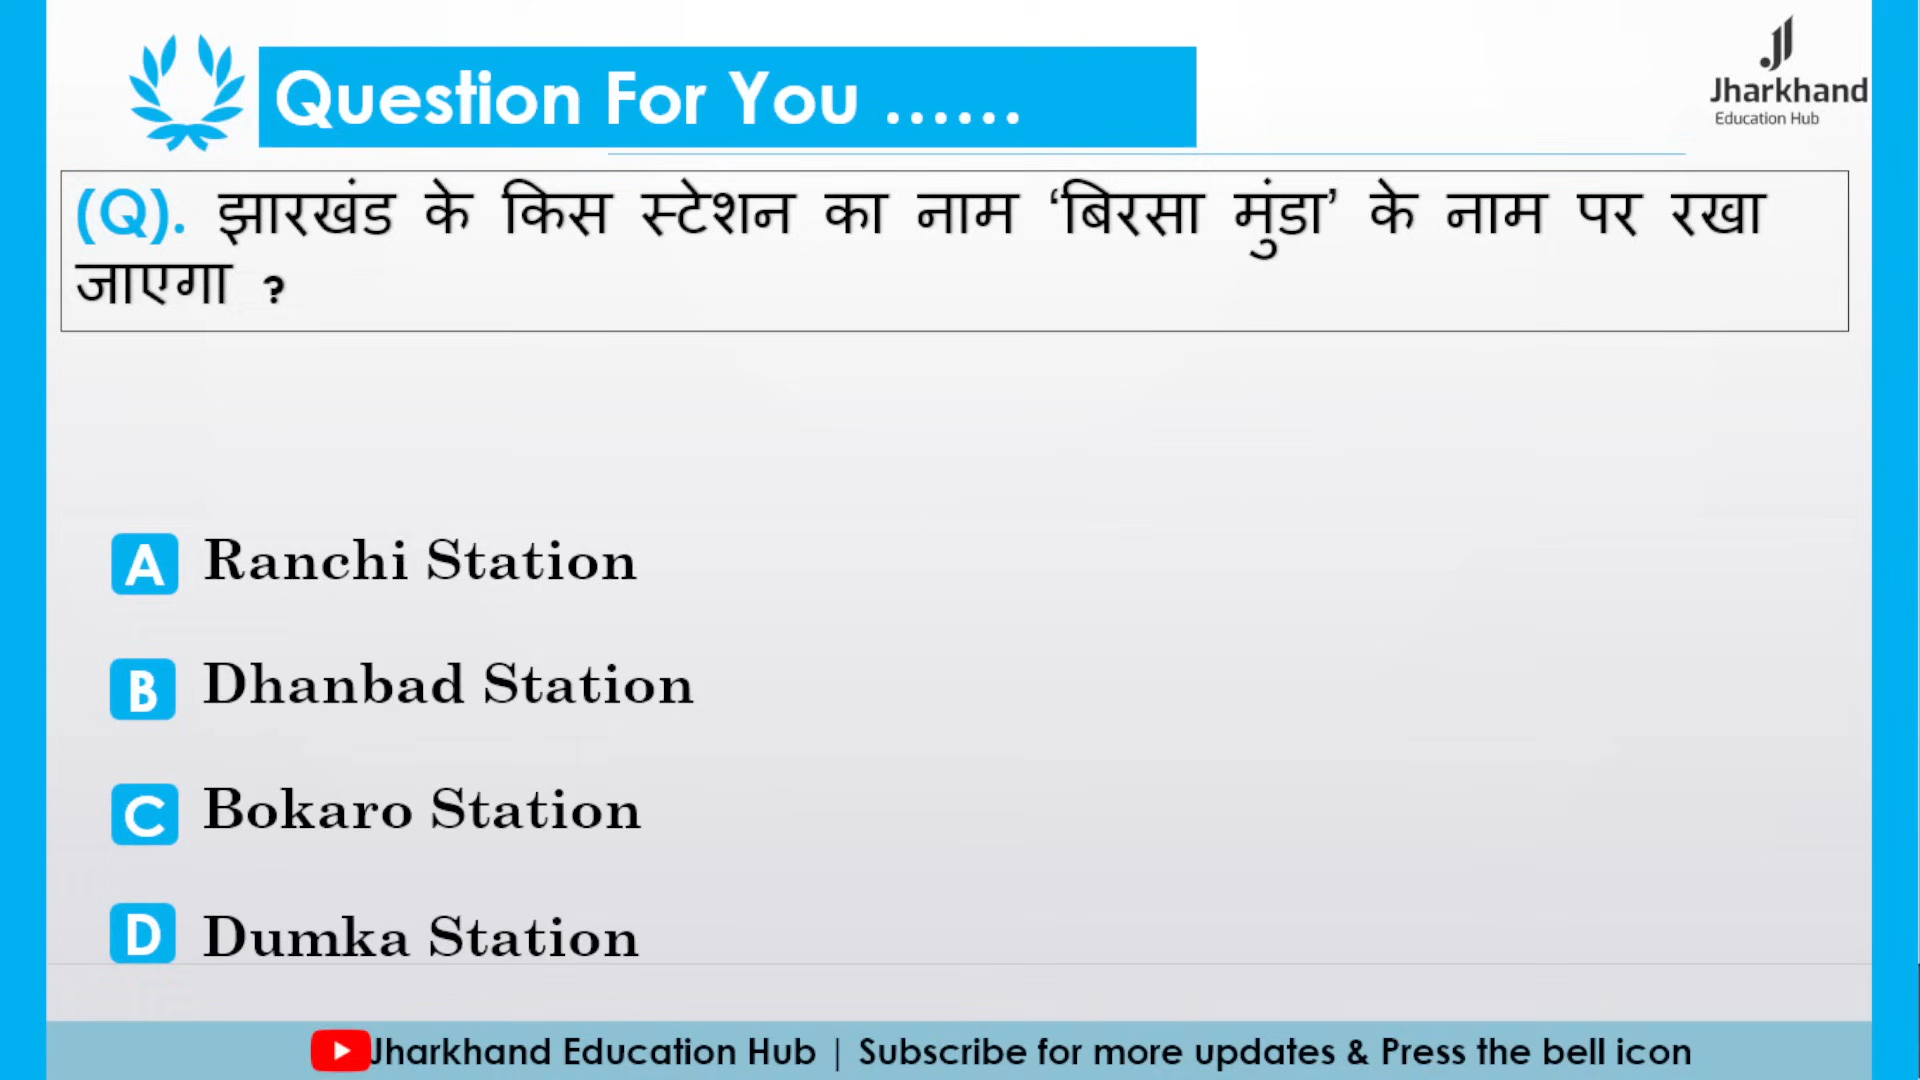 Question For You ......
Jharkhand
Education Hub
(Q). झारखंड के किस स्टेशन का नाम ‘बिरसा मुंडा’ के नाम पर रखा
जाएगा ?
A Ranchi Station
B Dhanbad Station
C Bokaro Station
D Dumka Station
Jharkhand Education Hub | Subscribe for more updates & Press the bell icon